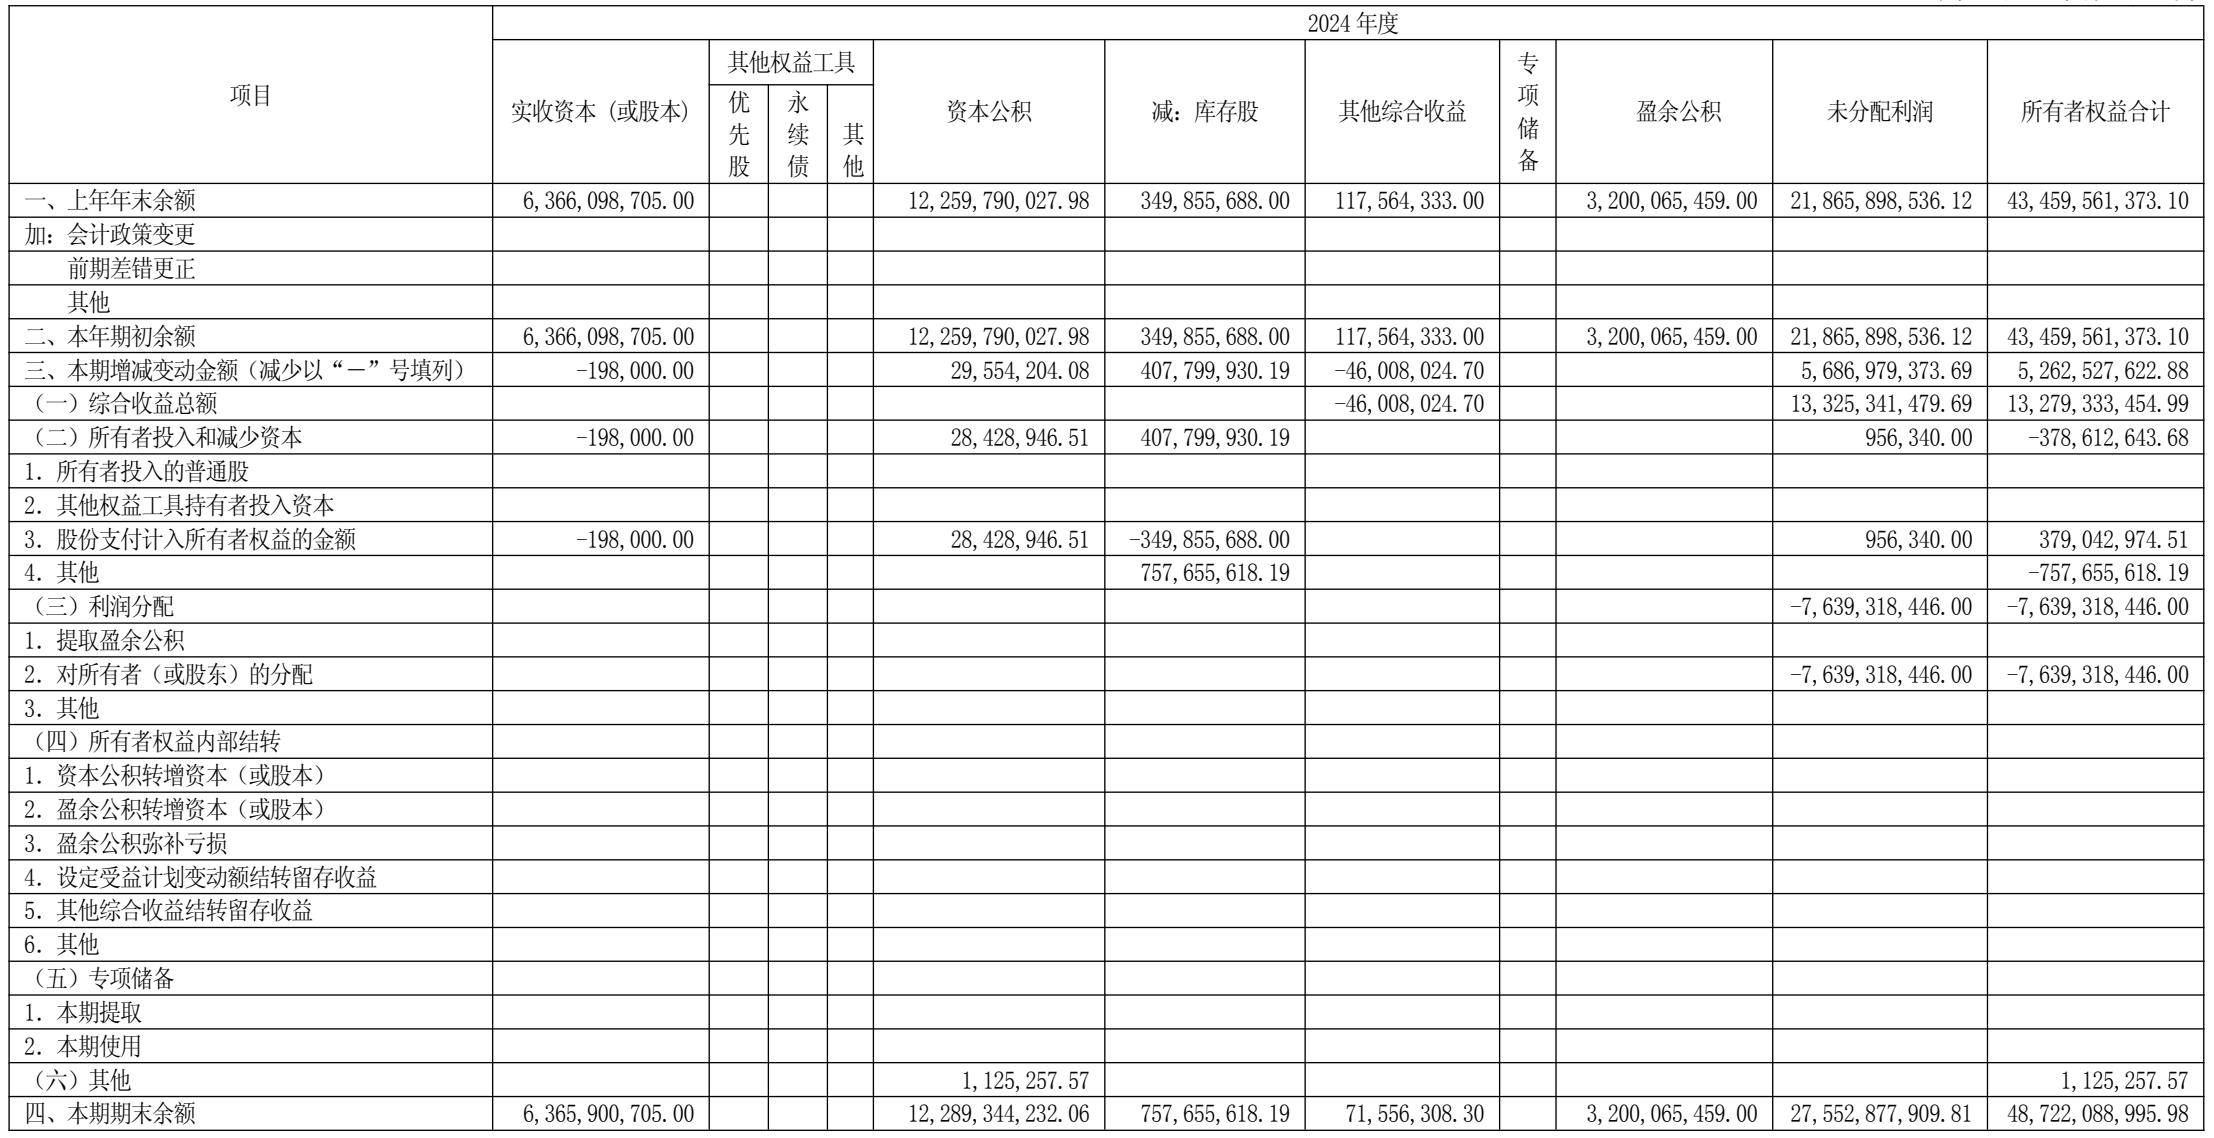 2024 年度
项目 实收资本（或股本） 其他权益工具 资本公积 减：库存股 其他综合收益 专项储备 盈余公积 未分配利润 所有者权益合计
优先股 永续债 其他
一、上年年末余额 6,366,098,705.00 12,259,790,027.98 349,855,688.00 117,564,333.00 3,200,065,459.00 21,865,898,536.12 43,459,561,373.10
加：会计政策变更
前期差错更正
其他
二、本年期初余额 6,366,098,705.00 12,259,790,027.98 349,855,688.00 117,564,333.00 3,200,065,459.00 21,865,898,536.12 43,459,561,373.10
三、本期增减变动金额（减少以“－”号填列） -198,000.00 29,554,204.08 407,799,930.19 -46,008,024.70 5,686,979,373.69 5,262,527,622.88
（一）综合收益总额 -46,008,024.70 13,325,341,479.69 13,279,333,454.99
（二）所有者投入和减少资本 -198,000.00 28,428,946.51 407,799,930.19 956,340.00 -378,612,643.68
1．所有者投入的普通股
2．其他权益工具持有者投入资本
3．股份支付计入所有者权益的金额 -198,000.00 28,428,946.51 -349,855,688.00 956,340.00 379,042,974.51
4．其他 757,655,618.19 -757,655,618.19
（三）利润分配 -7,639,318,446.00 -7,639,318,446.00
1．提取盈余公积
2．对所有者（或股东）的分配 -7,639,318,446.00 -7,639,318,446.00
3．其他
（四）所有者权益内部结转
1．资本公积转增资本（或股本）
2．盈余公积转增资本（或股本）
3．盈余公积弥补亏损
4．设定受益计划变动额结转留存收益
5．其他综合收益结转留存收益
6．其他
（五）专项储备
1．本期提取
2．本期使用
（六）其他 1,125,257.57 1,125,257.57
四、本期期末余额 6,365,900,705.00 12,289,344,232.06 757,655,618.19 71,556,308.30 3,200,065,459.00 27,552,877,909.81 48,722,088,995.98